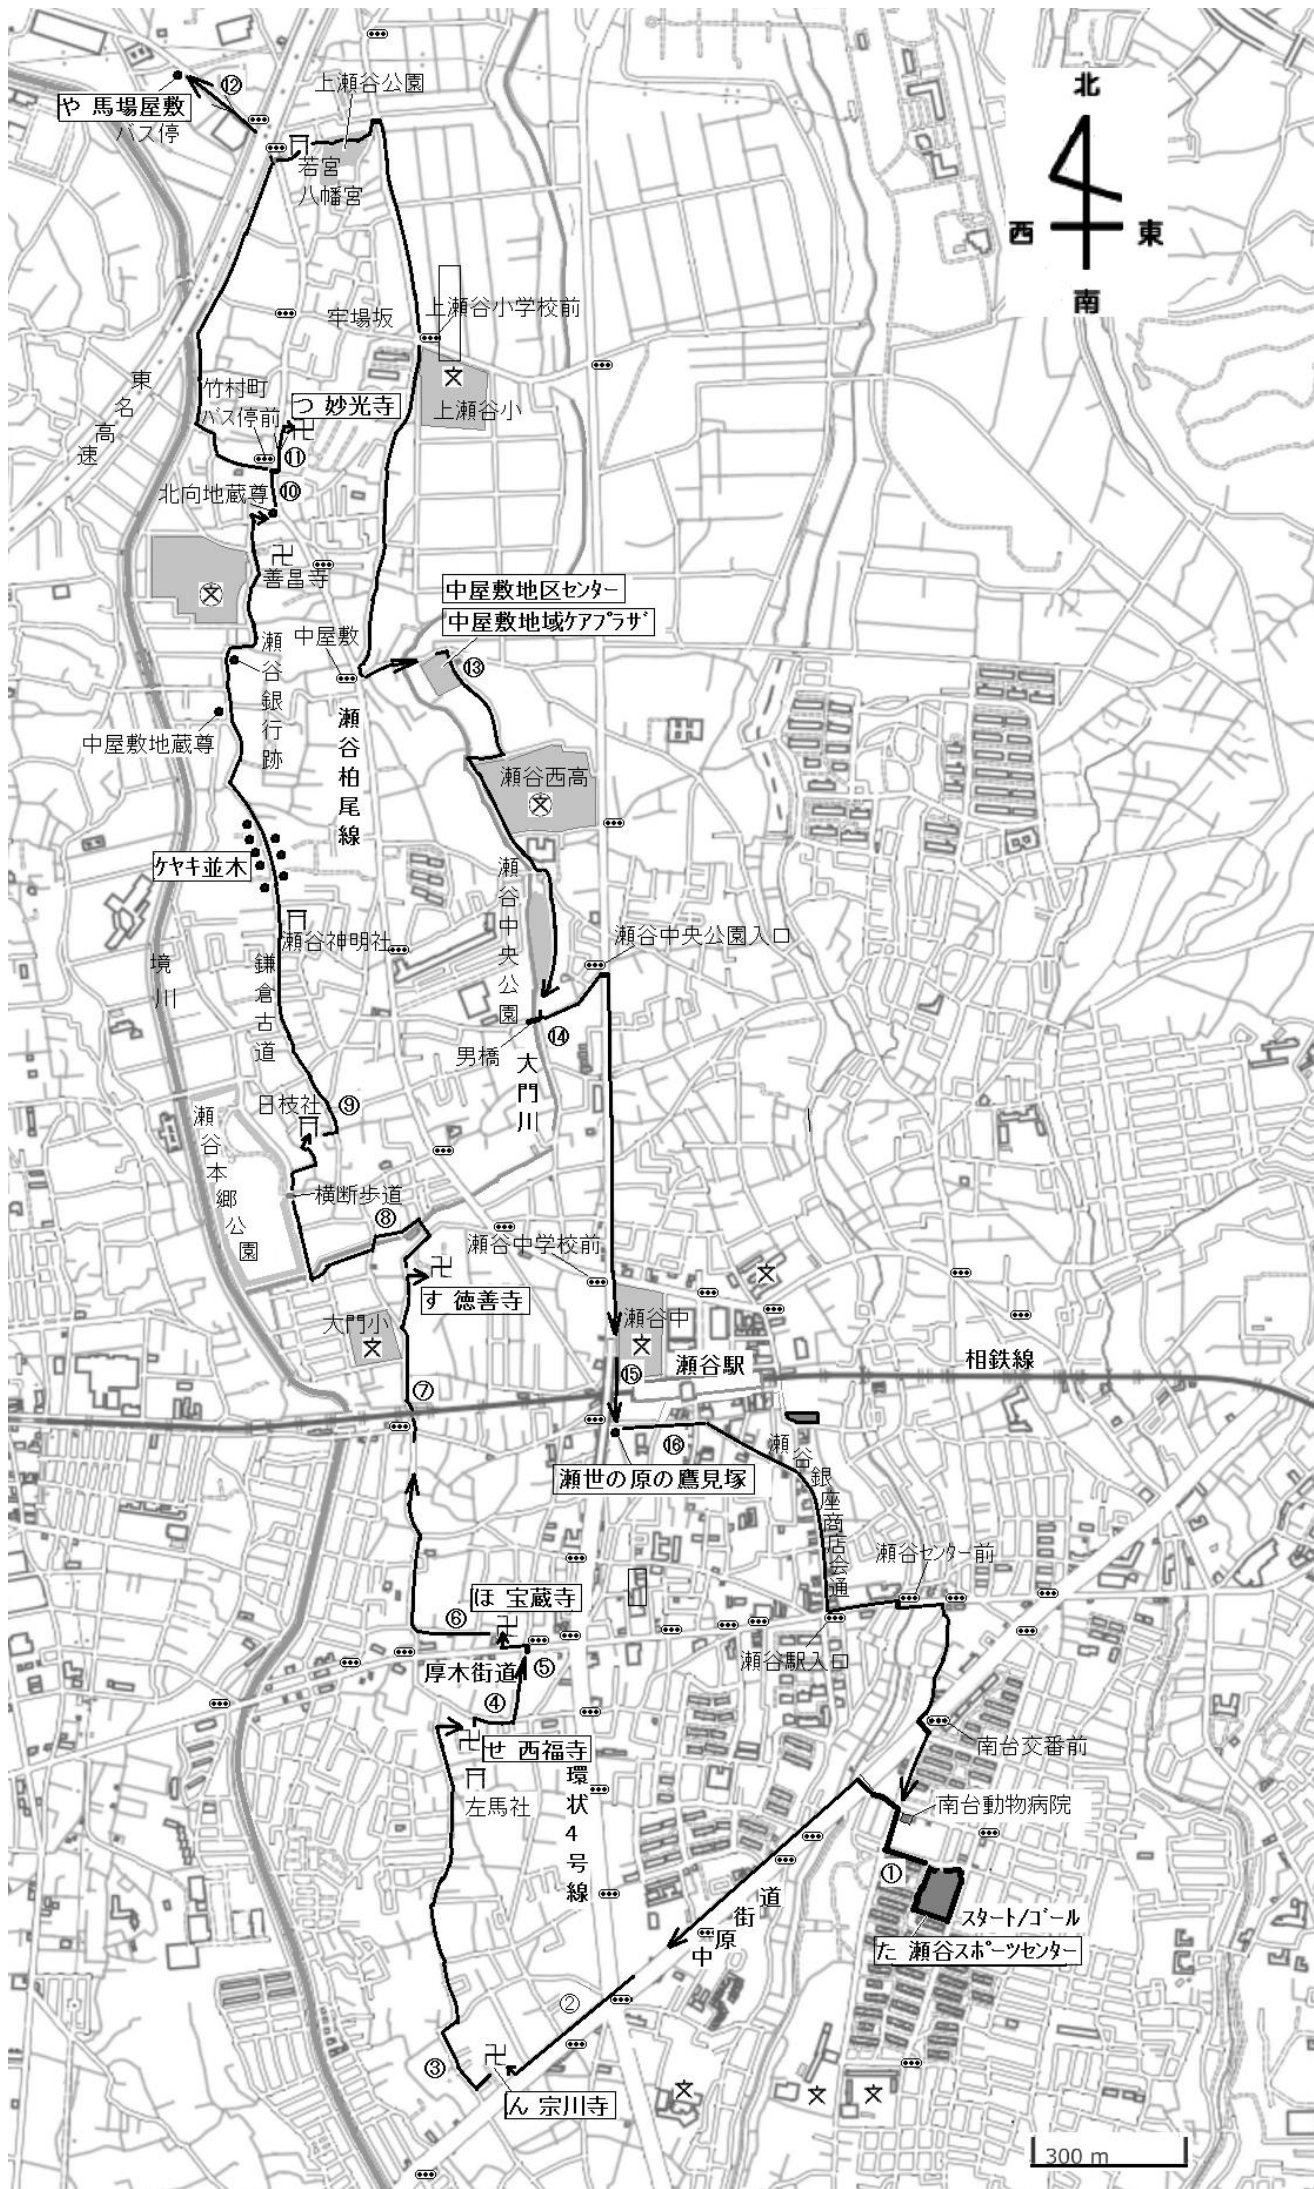 北
西
東
南
⑫
や 馬場屋敷
バス停
上瀬谷公園
若宮
八幡宮
牢場坂
上瀬谷小学校前
文
上瀬谷小
東名高速
竹村町
バス停前
つ 妙光寺
⑪
北向地蔵尊
⑩
善昌寺
文
中屋敷地区センター
中屋敷地域ケアプラザ
⑬
瀬谷銀行跡
中屋敷
中屋敷地蔵尊
瀬谷柏尾線
瀬谷西高
文
ケヤキ並木
瀬谷神明社
瀬谷中央公園
瀬谷中央公園入口
境川
鎌倉古道
男橋
⑭
大門川
日枝社
⑨
瀬谷本郷公園
横断歩道
⑧
瀬谷中学校前
す 徳善寺
大門小
文
瀬谷中
文
文
瀬谷駅
相鉄線
⑦
⑮
⑯
瀬世の原の鷹見塚
瀬谷銀座商店会通
瀬谷センター前
ほ 宝蔵寺
⑥
厚木街道
⑤
瀬谷駅入口
④
せ 西福寺
左馬社
環状4号線
南台交番前
南台動物病院
①
スタート/ゴール
た 瀬谷スポーツセンター
中原街道
②
③
ん 宗川寺
文
文
文
300 m